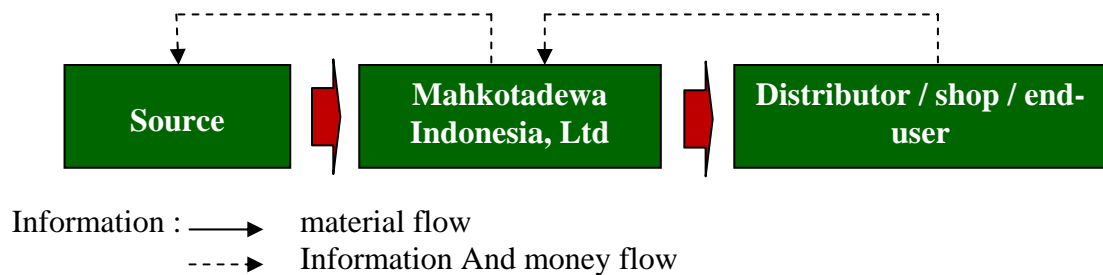 Source
Mahkotadewa
Indonesia, Ltd
Distributor / shop / end-
user
Information :
material flow
Information And money flow